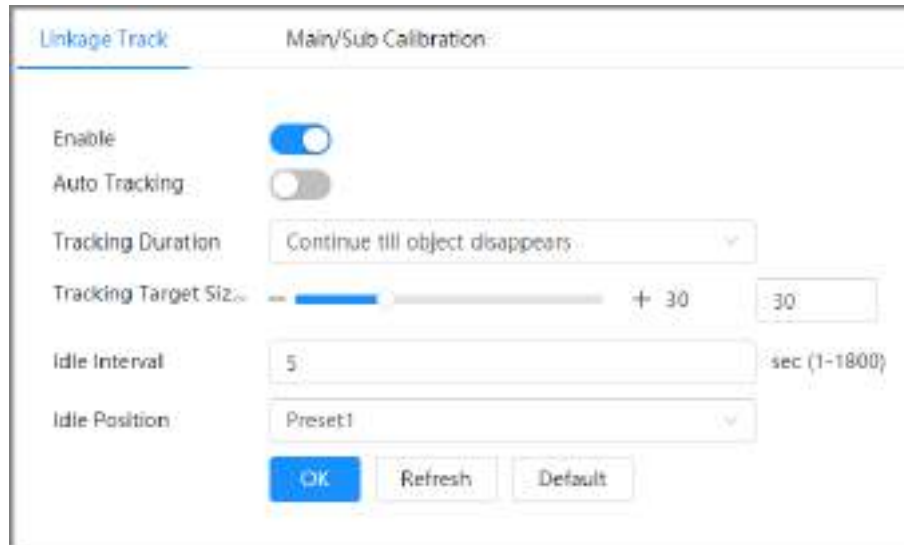 Linkage Track Main/Sub Calibration
Enable
Auto Tracking
Tracking Duration Continue till object disappears
Tracking Target Siz... − + 30 30
Idle Interval 5 sec (1-1800)
Idle Position Preset1
OK Refresh Default